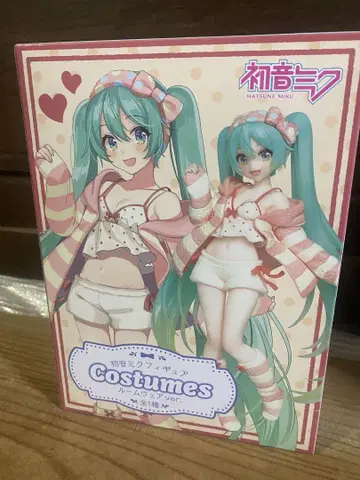 初音ミク
HATSUNE MIKU
初音ミクフィギュア
Costumes
ルームウェアver.
全1種